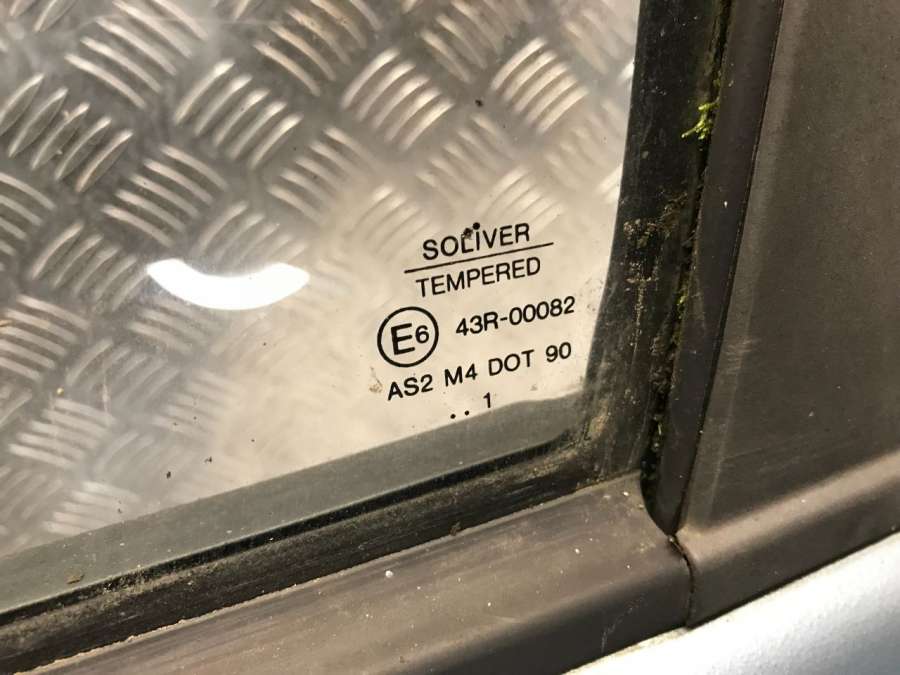 SOLIVER
TEMPERED
E6 43R-00082
AS2 M4 DOT 90
.. 1